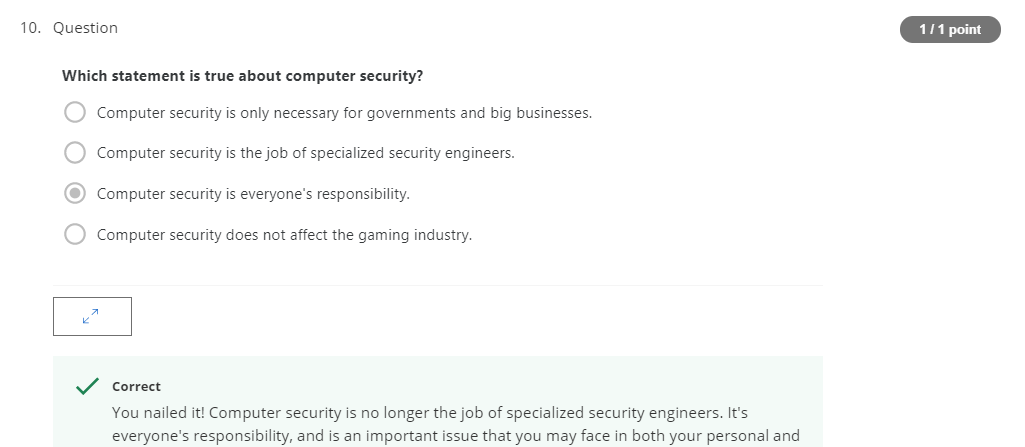 10. Question
1 / 1 point
Which statement is true about computer security?
Computer security is only necessary for governments and big businesses.
Computer security is the job of specialized security engineers.
Computer security is everyone's responsibility.
Computer security does not affect the gaming industry.
Correct
You nailed it! Computer security is no longer the job of specialized security engineers. It's
everyone's responsibility, and is an important issue that you may face in both your personal and